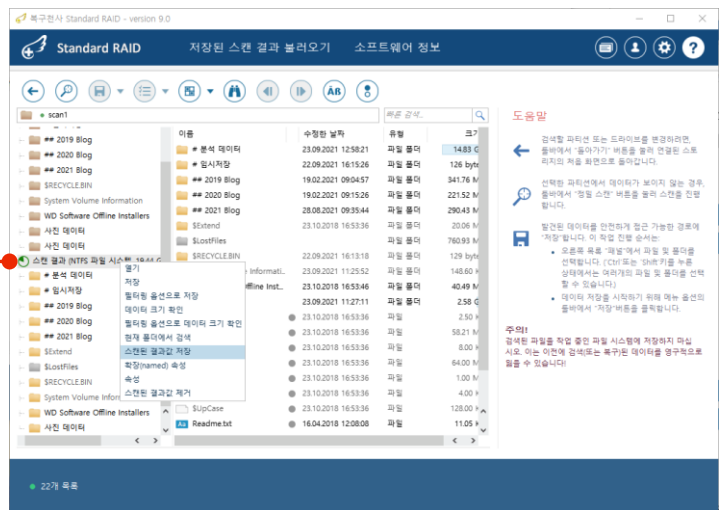 복구전사 Standard RAID - version 9.0
Standard RAID
저장된 스캔 결과 불러오기
소프트웨어 정보
scan1
빠른 검색..
## 2019 Blog
## 2020 Blog
## 2021 Blog
$RECYCLE.BIN
System Volume Information
WD Software Offline Installers
사진 데이터
사진 데이터
스캔 결과 값 (NTFS 파일 시스템, 19.44 G
# 분석 데이터
# 임시저장
## 2019 Blog
## 2020 Blog
## 2021 Blog
$Extend
$LostFiles
$RECYCLE.BIN
System Volume Infor
WD Software Offline Installers
사진 데이터
열기
저장
필터링 옵션으로 저장
데이터 크기 확인
필터링 옵션으로 데이터 크기 확인
현재 폴더에서 검색
스캔된 결과값 저장
확장(named) 속성
속성
스캔된 결과값 제거
이름 수정한 날짜 유형 크기
# 분석 데이터 23.09.2021 12:58:21 파일 폴더 14.83 G
# 임시저장 22.09.2021 16:15:26 파일 폴더 126 byte
## 2019 Blog 19.02.2021 09:04:57 파일 폴더 341.76 M
## 2020 Blog 19.02.2021 09:15:26 파일 폴더 221.52 M
## 2021 Blog 28.08.2021 09:35:44 파일 폴더 290.43 M
$Extend 23.10.2018 16:53:36 파일 폴더 20.06 M
$LostFiles 파일 폴더 760.93 M
$RECYCLE.BIN 22.09.2021 16:13:18 파일 폴더 129 byte
Informati.. 23.09.2021 11:25:52 파일 폴더 148.60 K
ffline Inst.. 23.10.2018 16:53:46 파일 폴더 40.49 M
23.09.2021 11:27:11 파일 폴더 2.58 G
23.10.2018 16:53:36 파일 2.50 K
23.10.2018 16:53:36 파일 58.21 M
23.10.2018 16:53:36 파일 8.00 K
23.10.2018 16:53:36 파일 64.00 M
23.10.2018 16:53:36 파일 1.00 M
23.10.2018 16:53:36 파일 4.00 K
$UpCase 23.10.2018 16:53:36 파일 128.00 K
Readme.txt 16.04.2018 12:08:08 파일 11.05 K
도움말
검색할 파티션 또는 드라이브를 변경하려면,
툴바에서 "돌아가기" 버튼을 눌러 연결된 스토
리지의 처음 화면으로 돌아갑니다.
선택한 파티션에서 데이터가 보이지 않는 경우,
툴바에서 "정밀 스캔" 버튼을 눌러 스캔을 진행
합니다.
발견된 데이터를 안전하게 접근 가능한 경로에
"저장"합니다. 이 작업 진행 순서는:
오른쪽 목록 "패널"에서 파일 및 폴더를
선택합니다. ('Ctrl'또는 'Shift'키를 누른
상태에서는 여러개의 파일 및 폴더를 선택
할 수 있습니다.)
데이터 저장을 시작하기 위해 메뉴 옵션의
툴바에서 "저장"버튼을 클릭합니다.
주의!
검색된 파일을 작업 중인 파일 시스템에 저장하지 마십
시오. 이는 이전에 검색(또는 복구)된 데이터를 영구적으로
잃을 수 있습니다!
22개 목록